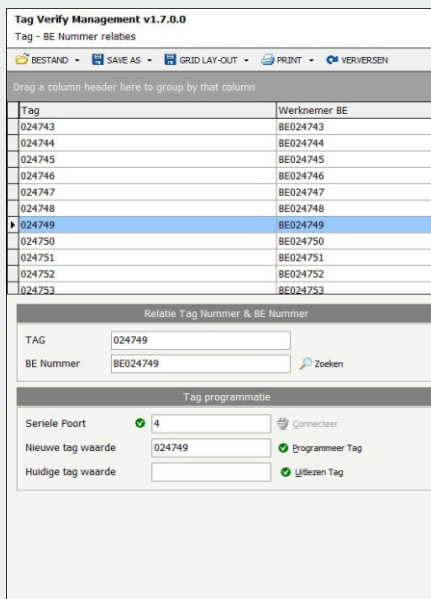 Tag Verify Management v1.7.0.0
Tag - BE Nummer relaties
BESTAND SAVE AS GRID LAY-OUT PRINT VERVERSEN
Drag a column header here to group by that column
Tag Werknemer BE
024743 BE024743
024744 BE024744
024745 BE024745
024746 BE024746
024747 BE024747
024748 BE024748
024749 BE024749
024750 BE024750
024751 BE024751
024752 BE024752
024753 BE024753
Relatie Tag Nummer & BE Nummer
TAG 024749
BE Nummer BE024749 Zoeken
Tag programmatie
Seriele Poort 4 Connecteer
Nieuwe tag waarde 024749 Programmeer Tag
Huidige tag waarde Uitlezen Tag